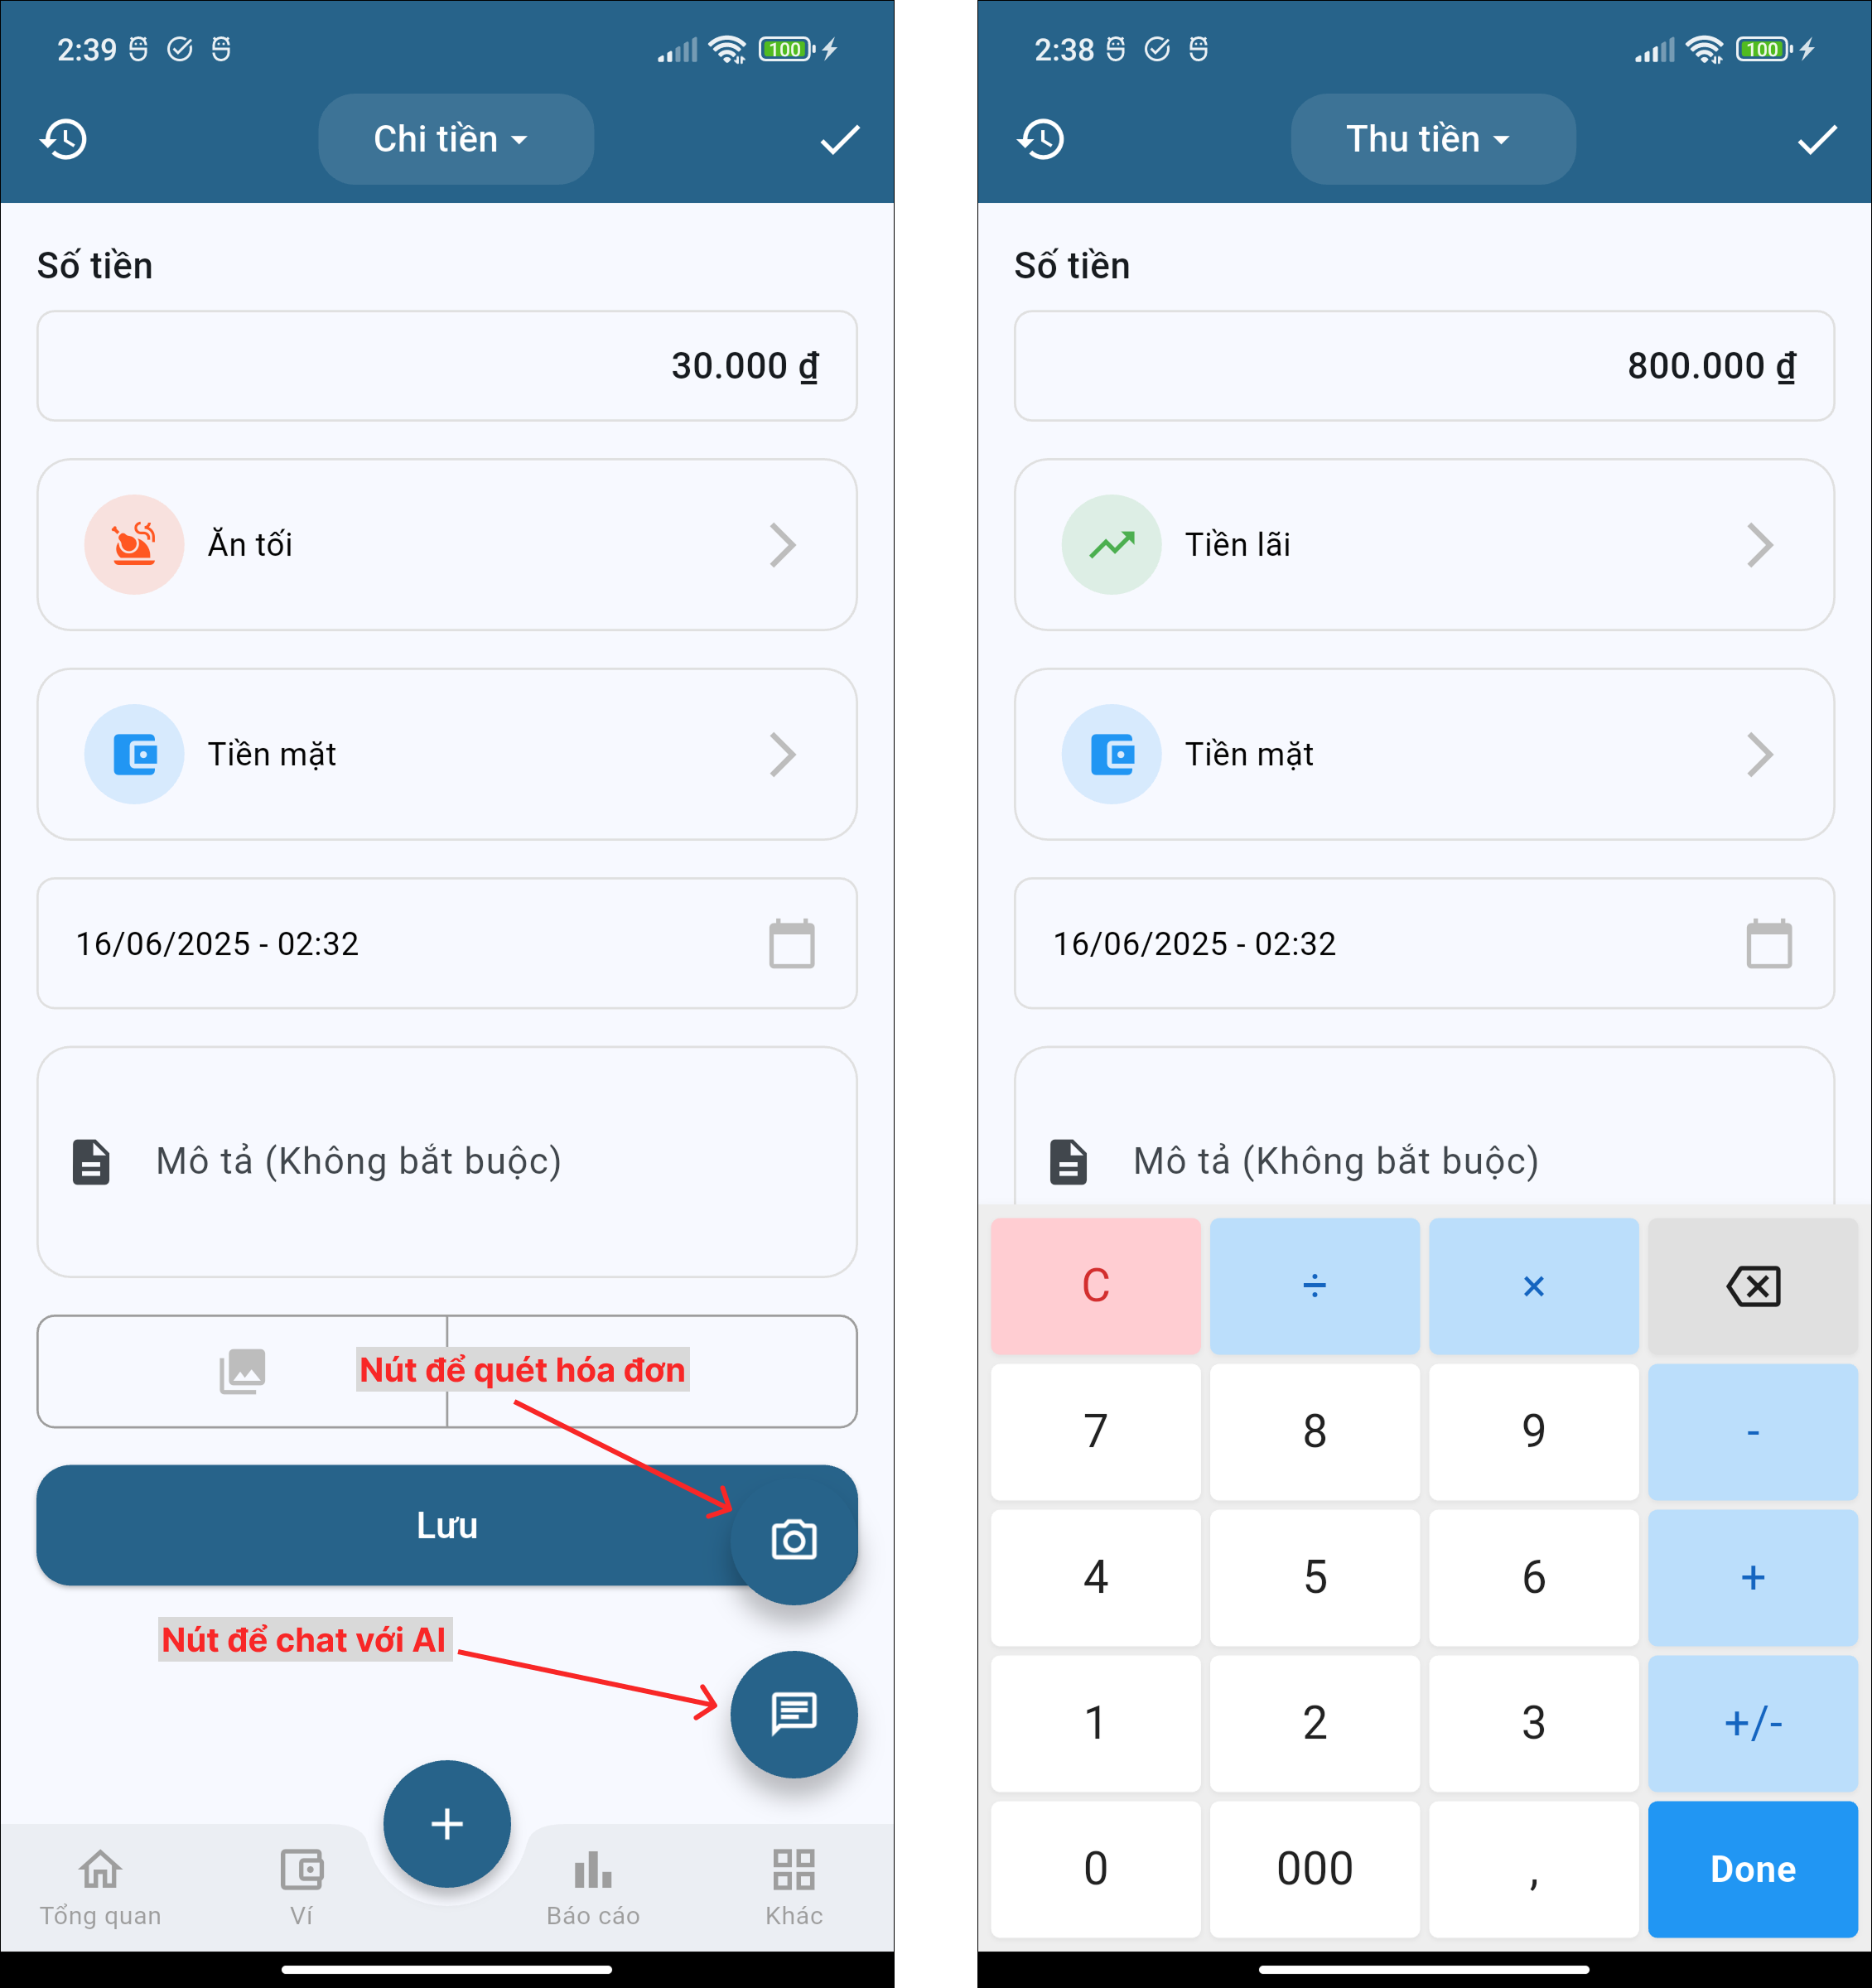 2:39
100
Chi tiền
Số tiền
30.000 ₫
Ăn tối
Tiền mặt
16/06/2025 - 02:32
Mô tả (Không bắt buộc)
Nút để quét hóa đơn
Lưu
Nút để chat với AI
+
Tổng quan
Ví
Báo cáo
Khác
2:38
100
Thu tiền
Số tiền
800.000 ₫
Tiền lãi
Tiền mặt
16/06/2025 - 02:32
Mô tả (Không bắt buộc)
C ÷ ×
7 8 9 -
4 5 6 +
1 2 3 +/-
0 000 , Done